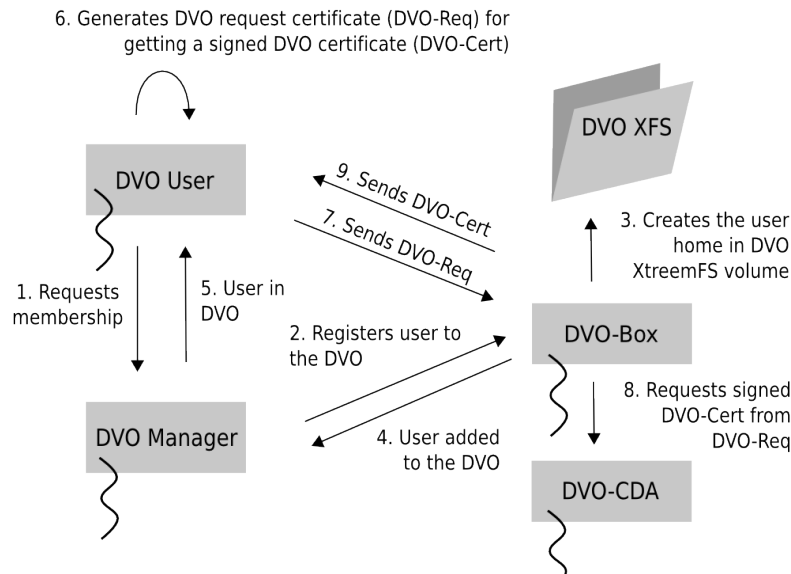 6. Generates DVO request certificate (DVO-Req) for
getting a signed DVO certificate (DVO-Cert)
DVO XFS
DVO User
9. Sends DVO-Cert
7. Sends DVO-Req
3. Creates the user
home in DVO
XtreemFS volume
1. Requests
membership
5. User in
DVO
2. Registers user to
the DVO
DVO-Box
8. Requests signed
DVO-Cert from
DVO-Req
DVO Manager
4. User added
to the DVO
DVO-CDA